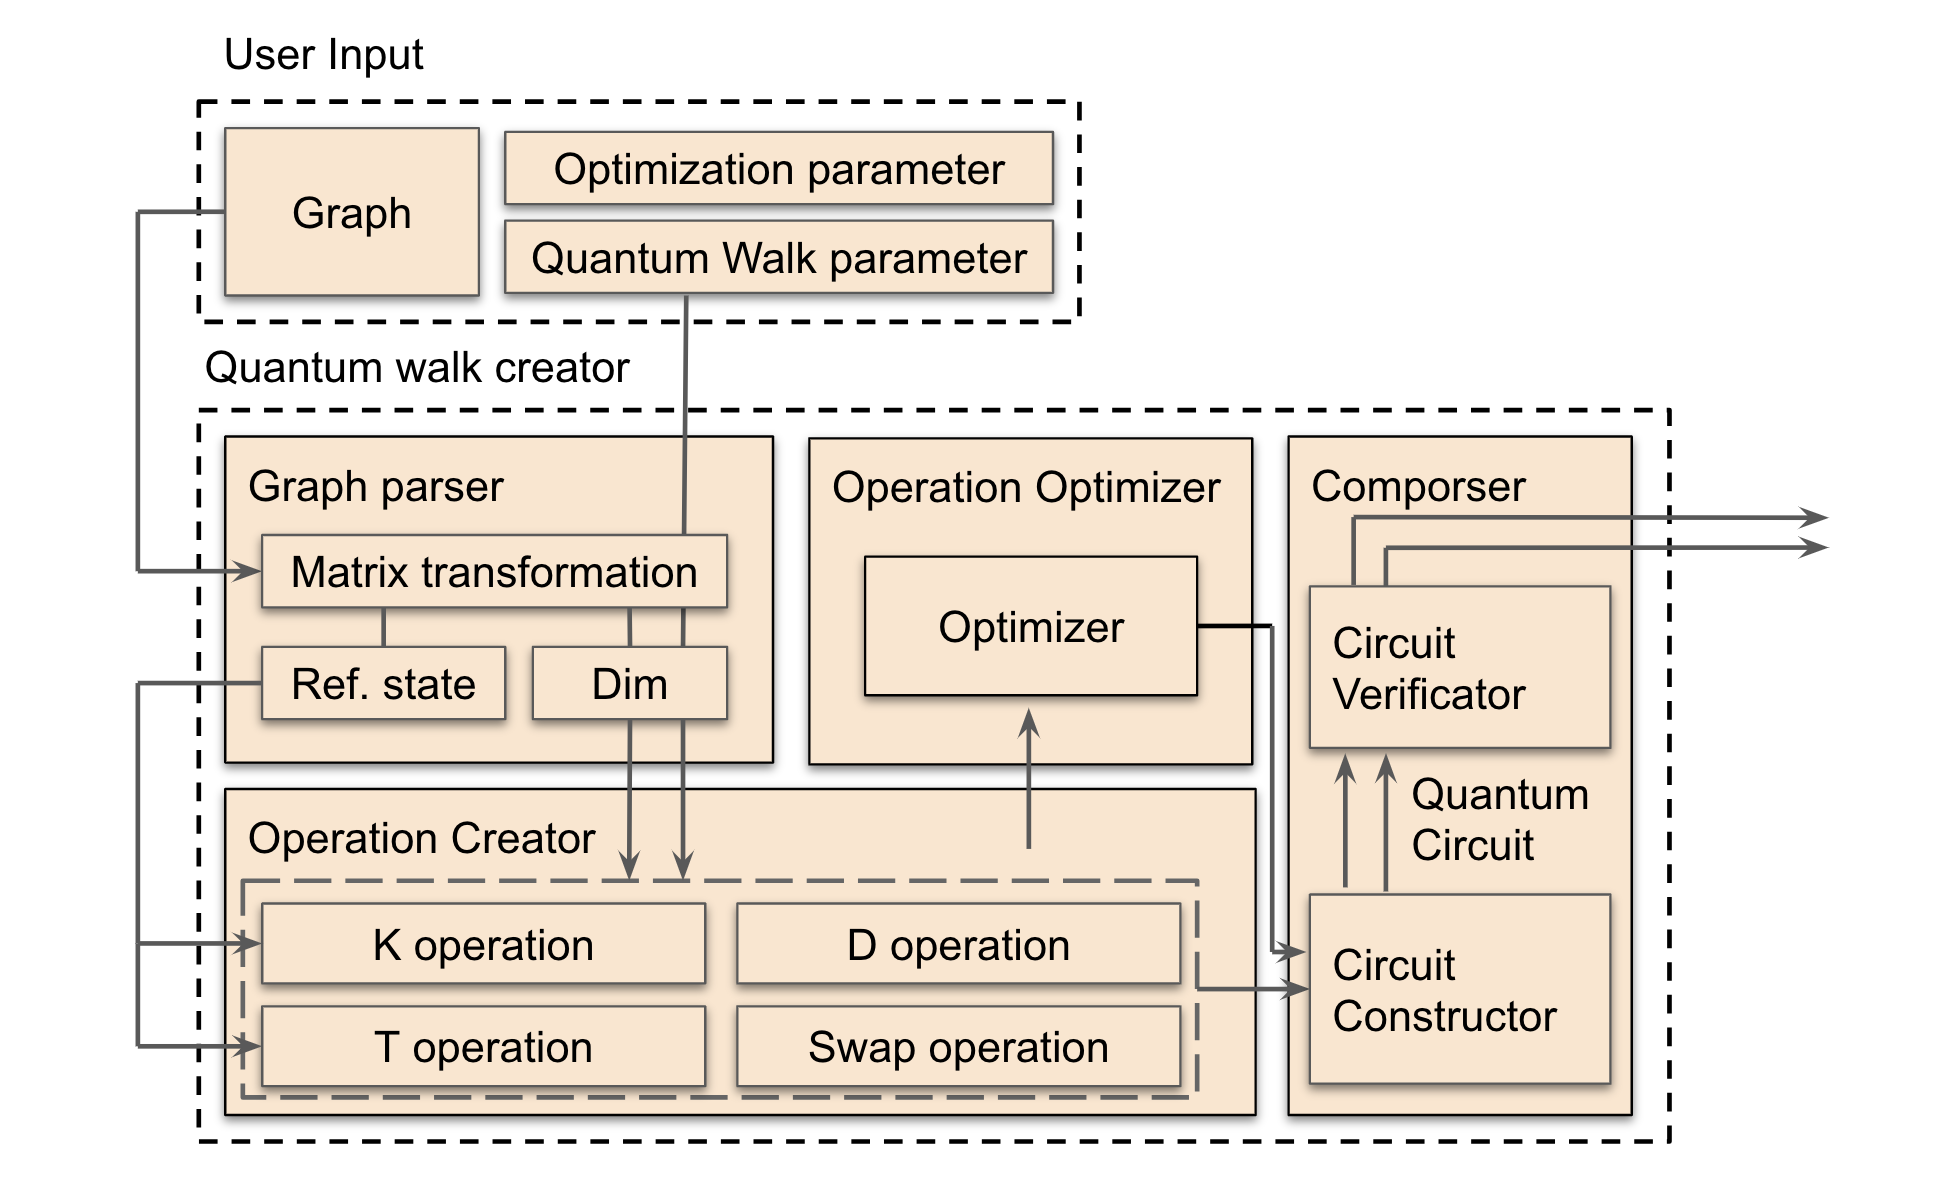 User Input
Graph
Optimization parameter
Quantum Walk parameter
Quantum walk creator
Graph parser
Matrix transformation
Ref. state
Dim
Operation Optimizer
Optimizer
Comporser
Circuit
Verificator
Quantum
Circuit
Circuit
Constructor
Operation Creator
K operation
D operation
T operation
Swap operation